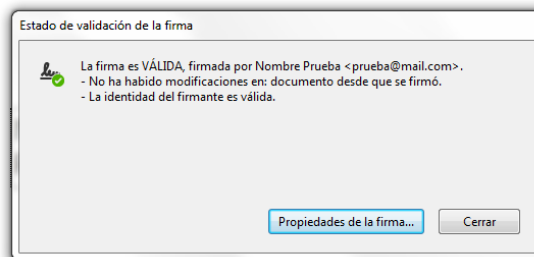 Estado de validación de la firma
La firma es VÁLIDA, firmada por Nombre Prueba <prueba@mail.com>.
- No ha habido modificaciones en: documento desde que se firmó.
- La identidad del firmante es válida.
Propiedades de la firma... Cerrar